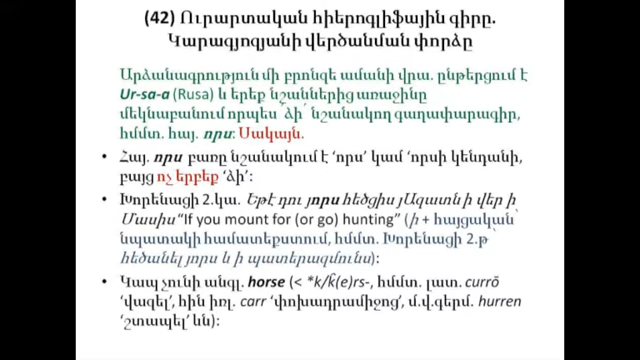 (42) Ուրարտական հիերոգլիֆային գիրը.
Կարագյոզյանի վերծանման փորձը
Արձանագրություն մի բրոնզե ամանի վրա. ընթերցում է
Ur-sa-a (Rusa) և երեք նշաններից առաջինը
մեկնաբանում որպես ՛ձի՛ նշանակող գաղափարագիր,
հմմտ. հայ. որս: Սակայն.
• Հայ. որս բառը նշանակում է ‘որս’ կամ ‘որսի կենդանի,
բայց ոչ երբեք ‘ձի’:
• Խորենացի 2.կա. Եթէ դու յորս հեծցիս յԱզատն ի վեր ի
Մասիս “If you mount for (or go) hunting” (ի + հայցական՝
նպատակի համատեքստում, հմմտ. Խորենացի 2.թ՝
հեծանել յորս և ի պատերազմունս):
• Կապ չունի անգլ. horse (< *k/k̂(e)rs-, հմմտ. լատ. currō
‘վազել’, հին իռլ. carr ‘փոխադրամիջոց’, մ.վ.գերմ. hurren
‘շտապել’ ևն):